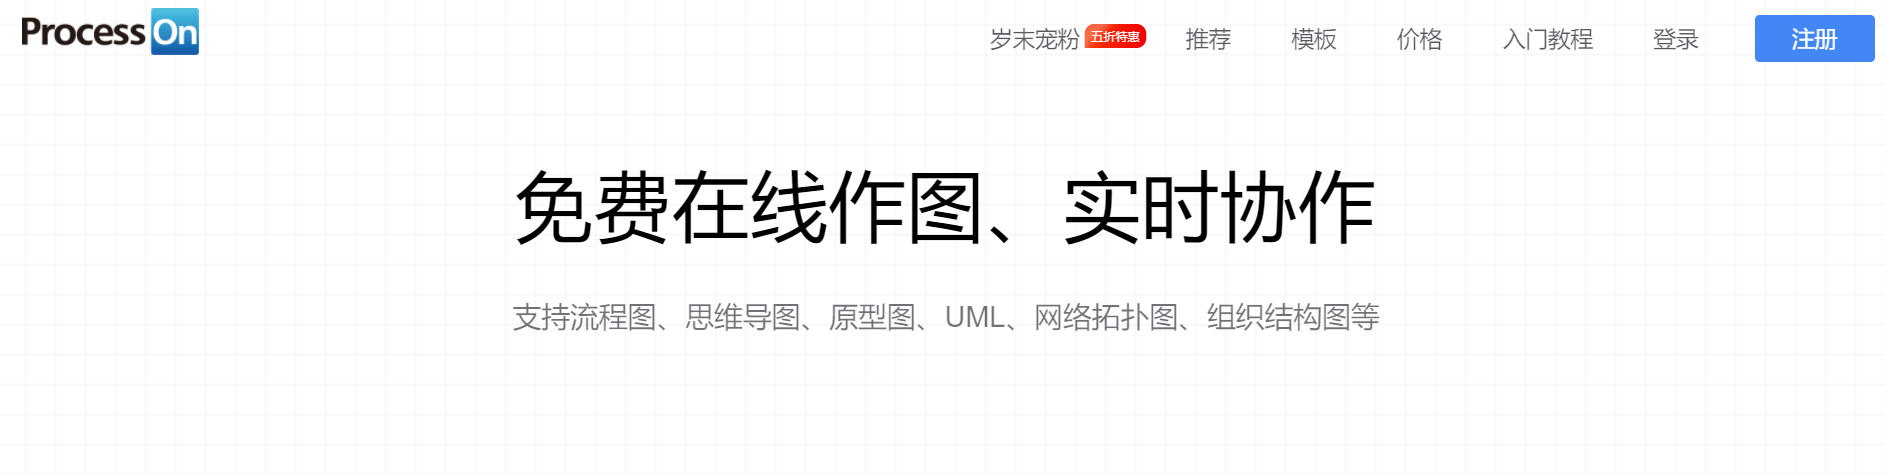 ProcessOn 岁末宠粉 五折特惠 推荐 模板 价格 入门教程 登录 注册
免费在线作图、实时协作
支持流程图、思维导图、原型图、UML、网络拓扑图、组织结构图等